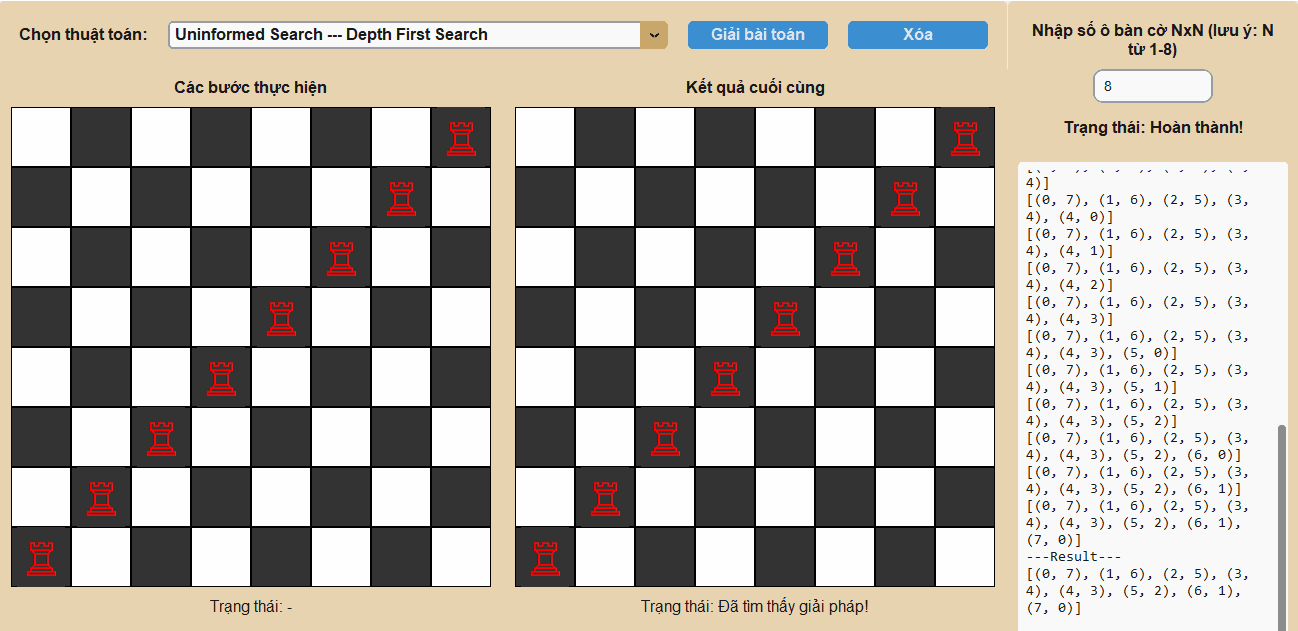 Chọn thuật toán:
Uninformed Search --- Depth First Search
Giải bài toán
Xóa
Nhập số ô bàn cờ NxN (lưu ý: N
từ 1-8)
8
Trạng thái: Hoàn thành!
Các bước thực hiện
Kết quả cuối cùng
Trạng thái: -
Trạng thái: Đã tìm thấy giải pháp!
4)]
[(0, 7), (1, 6), (2, 5), (3,
4), (4, 0)]
[(0, 7), (1, 6), (2, 5), (3,
4), (4, 1)]
[(0, 7), (1, 6), (2, 5), (3,
4), (4, 2)]
[(0, 7), (1, 6), (2, 5), (3,
4), (4, 3)]
[(0, 7), (1, 6), (2, 5), (3,
4), (4, 3), (5, 0)]
[(0, 7), (1, 6), (2, 5), (3,
4), (4, 3), (5, 1)]
[(0, 7), (1, 6), (2, 5), (3,
4), (4, 3), (5, 2)]
[(0, 7), (1, 6), (2, 5), (3,
4), (4, 3), (5, 2), (6, 0)]
[(0, 7), (1, 6), (2, 5), (3,
4), (4, 3), (5, 2), (6, 1)]
[(0, 7), (1, 6), (2, 5), (3,
4), (4, 3), (5, 2), (6, 1),
(7, 0)]
---Result---
[(0, 7), (1, 6), (2, 5), (3,
4), (4, 3), (5, 2), (6, 1),
(7, 0)]